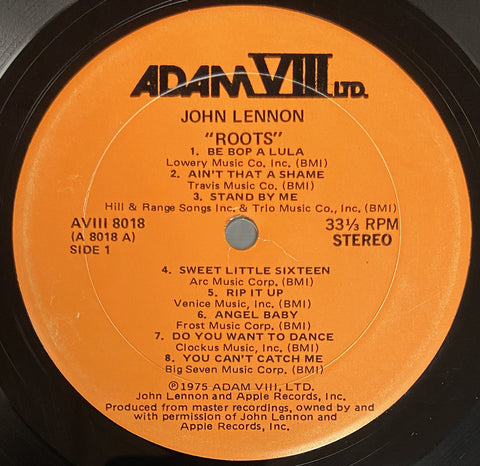 ADAM VIII LTD.
JOHN LENNON
"ROOTS"
1. BE BOP A LULA
Lowery Music Co. Inc. (BMI)
2. AIN'T THAT A SHAME
Travis Music Co. (BMI)
3. STAND BY ME
Hill & Range Songs Inc. & Trio Music Co., Inc. (BMI)
AVIII 8018
(A 8018 A)
SIDE 1
33⅓ RPM
STEREO
4. SWEET LITTLE SIXTEEN
Arc Music Corp. (BMI)
5. RIP IT UP
Venice Music, Inc. (BMI)
6. ANGEL BABY
Frost Music Corp. (BMI)
7. DO YOU WANT TO DANCE
Clockus Music, Inc. (BMI)
8. YOU CAN'T CATCH ME
Big Seven Music Corp. (BMI)
℗1975 ADAM VIII, LTD.
John Lennon and Apple Records, Inc.
Produced from master recordings, owned by and
with permission of John Lennon and
Apple Records, Inc.